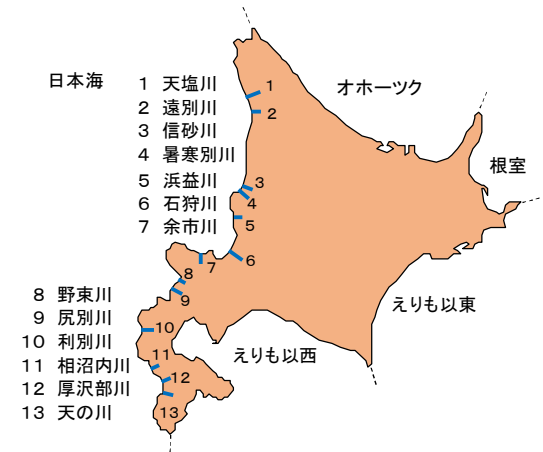 日本海
1 天塩川
2 遠別川
3 信砂川
4 暑寒別川
5 浜益川
6 石狩川
7 余市川
8 野束川
9 尻別川
10 利別川
11 相沼内川
12 厚沢部川
13 天の川
オホーツク
根室
えりも以東
えりも以西
1
2
3
4
5
6
7
8
9
10
11
12
13